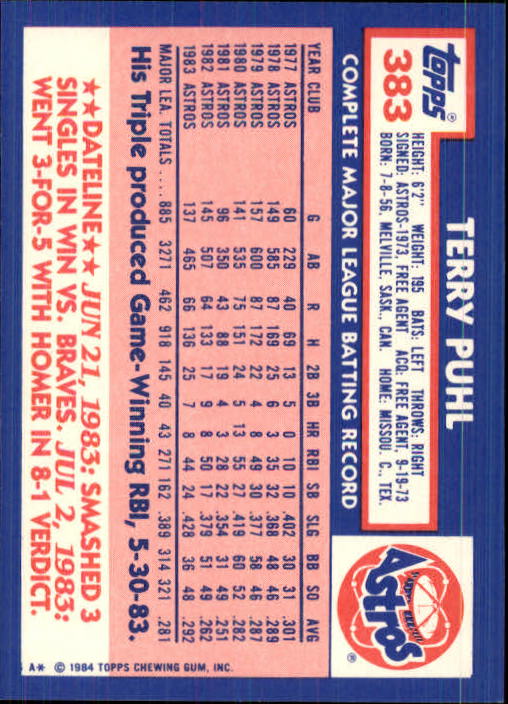 topps®
383
TERRY PUHL
HEIGHT: 6'2" WEIGHT: 195 BATS: LEFT THROWS: RIGHT
SIGNED: ASTROS-1973, FREE AGENT ACQ: FREE AGENT, 9-19-73
BORN: 7-8-56, MELVILLE, SASK., CAN. HOME: MISSOU. C., TEX.
COMPLETE MAJOR LEAGUE BATTING RECORD
Astros
®
YEAR CLUB G AB R H 2B 3B HR RBI SB SLG BB SO AVG
1977 ASTROS 60 229 40 69 13 5 0 10 10 .402 30 31 .301
1978 ASTROS 149 585 87 169 25 6 3 35 32 .368 48 46 .289
1979 ASTROS 157 600 87 172 22 4 8 49 30 .377 58 46 .287
1980 ASTROS 141 535 75 151 24 5 13 55 27 .419 60 52 .282
1981 ASTROS 96 350 43 88 19 4 3 28 22 .354 31 49 .251
1982 ASTROS 145 507 64 133 17 9 8 50 17 .379 51 49 .262
1983 ASTROS 137 465 66 136 25 7 8 44 24 .428 36 48 .292
MAJOR LEA. TOTALS .... 885 3271 462 918 145 40 43 271 162 .389 314 321 .281
His Triple produced Game-Winning RBI, 5-30-83.
★★DATELINE★★ JUN 21, 1983: SMASHED 3
SINGLES IN WIN VS. BRAVES. JUL 2, 1983:
WENT 3-FOR-5 WITH HOMER IN 8-1 VERDICT.
A* © 1984 TOPPS CHEWING GUM, INC.